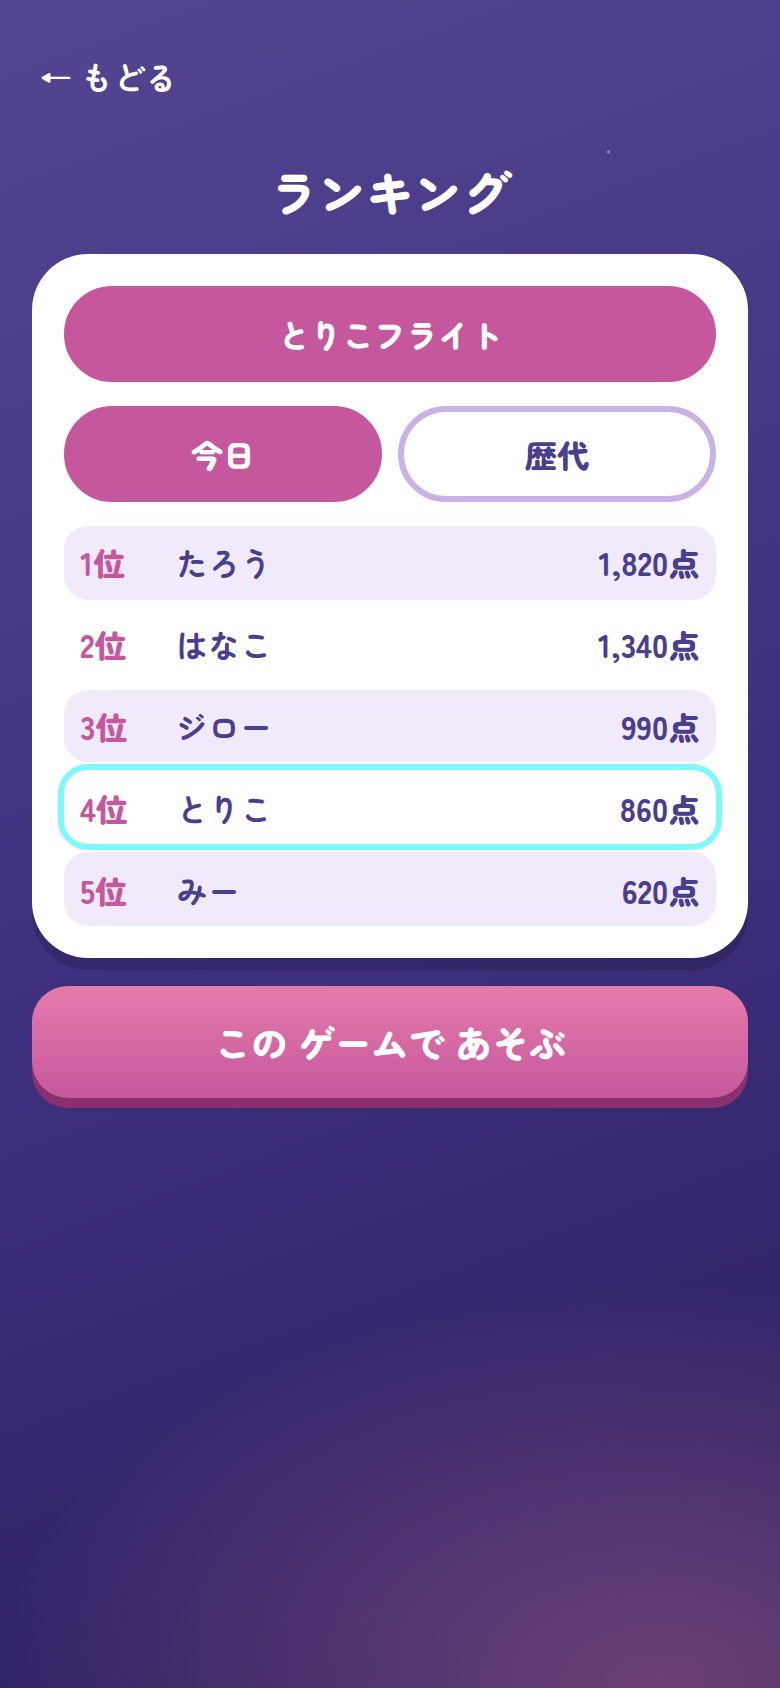 ← もどる
ランキング
とりこフライト
今日 歴代
1位 たろう 1,820点
2位 はなこ 1,340点
3位 ジロー 990点
4位 とりこ 860点
5位 みー 620点
この ゲームで あそぶ